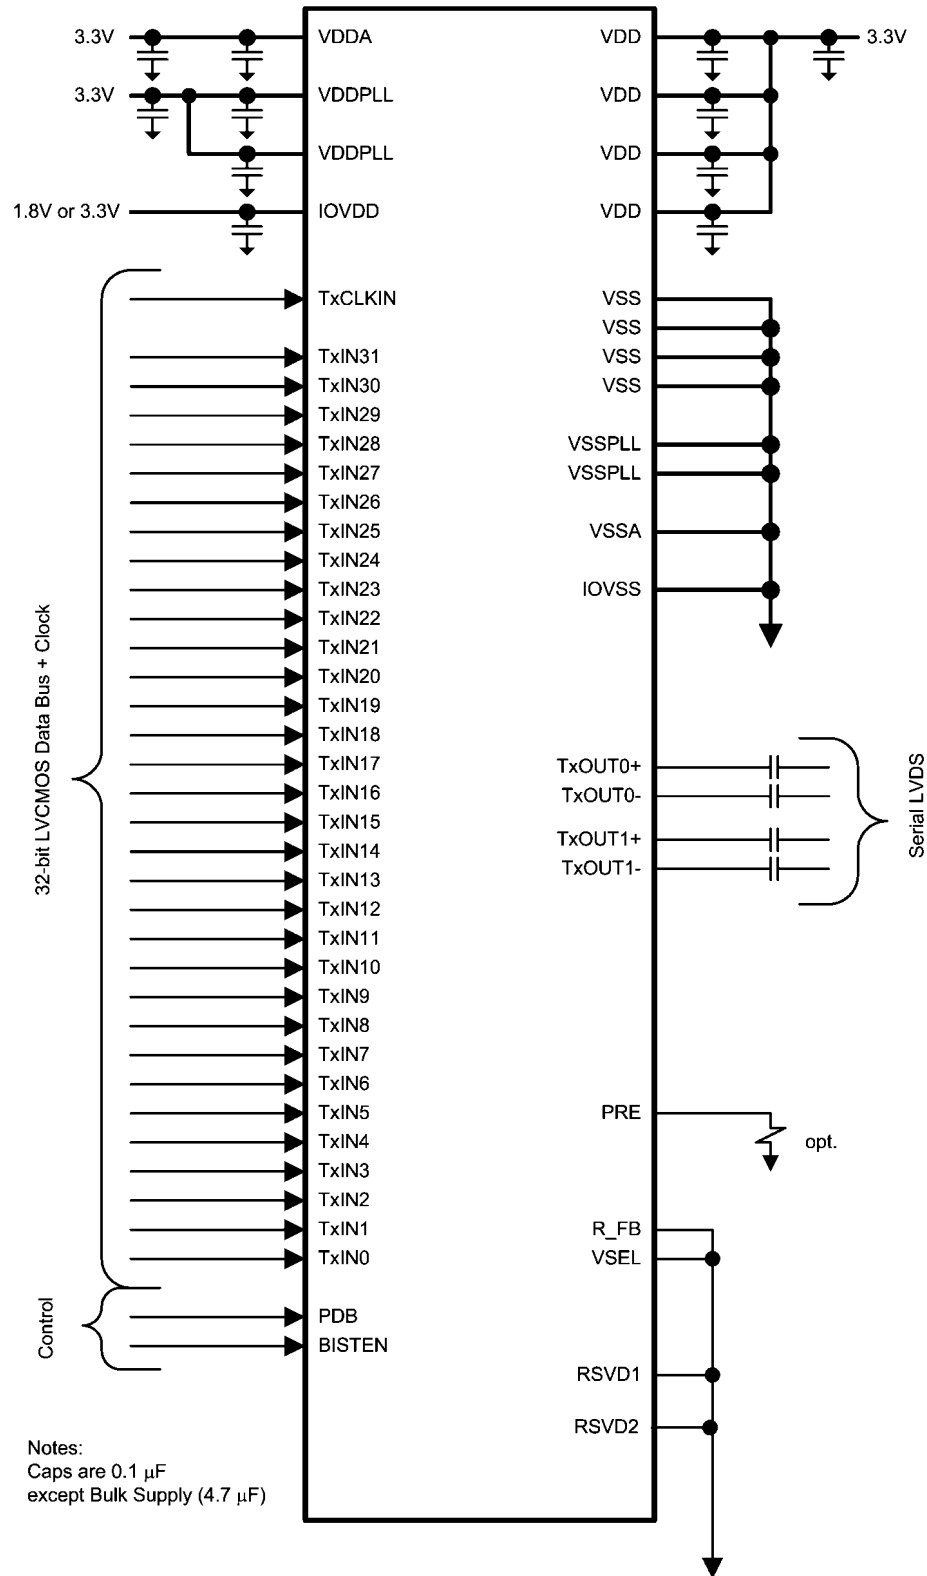 3.3V
VDDA
VDD
3.3V
3.3V
VDDPLL
VDD
VDDPLL
VDD
1.8V or 3.3V
IOVDD
VDD
TxCLKIN
VSS
VSS
TxIN31
VSS
TxIN30
VSS
TxIN29
TxIN28
VSSPLL
TxIN27
VSSPLL
TxIN26
TxIN25
VSSA
TxIN24
TxIN23
IOVSS
TxIN22
TxIN21
TxIN20
TxIN19
TxIN18
TxIN17
TxOUT0+
TxIN16
TxOUT0-
TxIN15
TxOUT1+
TxIN14
TxOUT1-
TxIN13
TxIN12
TxIN11
TxIN10
TxIN9
TxIN8
TxIN7
TxIN6
TxIN5
PRE
TxIN4
opt.
TxIN3
TxIN2
TxIN1
R_FB
TxIN0
VSEL
32-bit LVCMOS Data Bus + Clock
Serial LVDS
Control
PDB
BISTEN
RSVD1
RSVD2
Notes:
Caps are 0.1 μF
except Bulk Supply (4.7 μF)